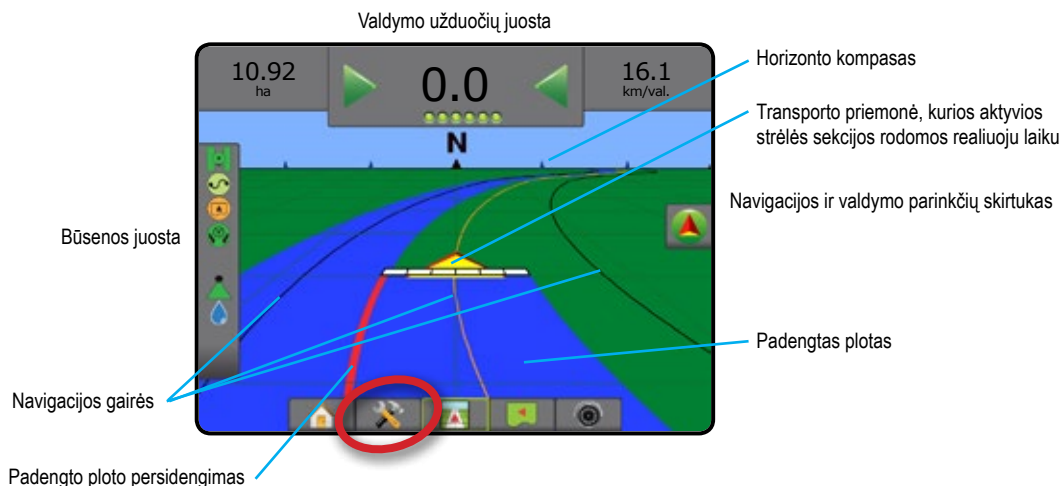 Valdymo užduočių juosta
10.92
ha
0.0
16.1
km/val.
N
Horizonto kompasas
Transporto priemonė, kurios aktyvios
strėlės sekcijos rodomos realiuoju laiku
Navigacijos ir valdymo parinkčių skirtukas
Būsenos juosta
Padengtas plotas
Navigacijos gairės
Padengto ploto persidengimas